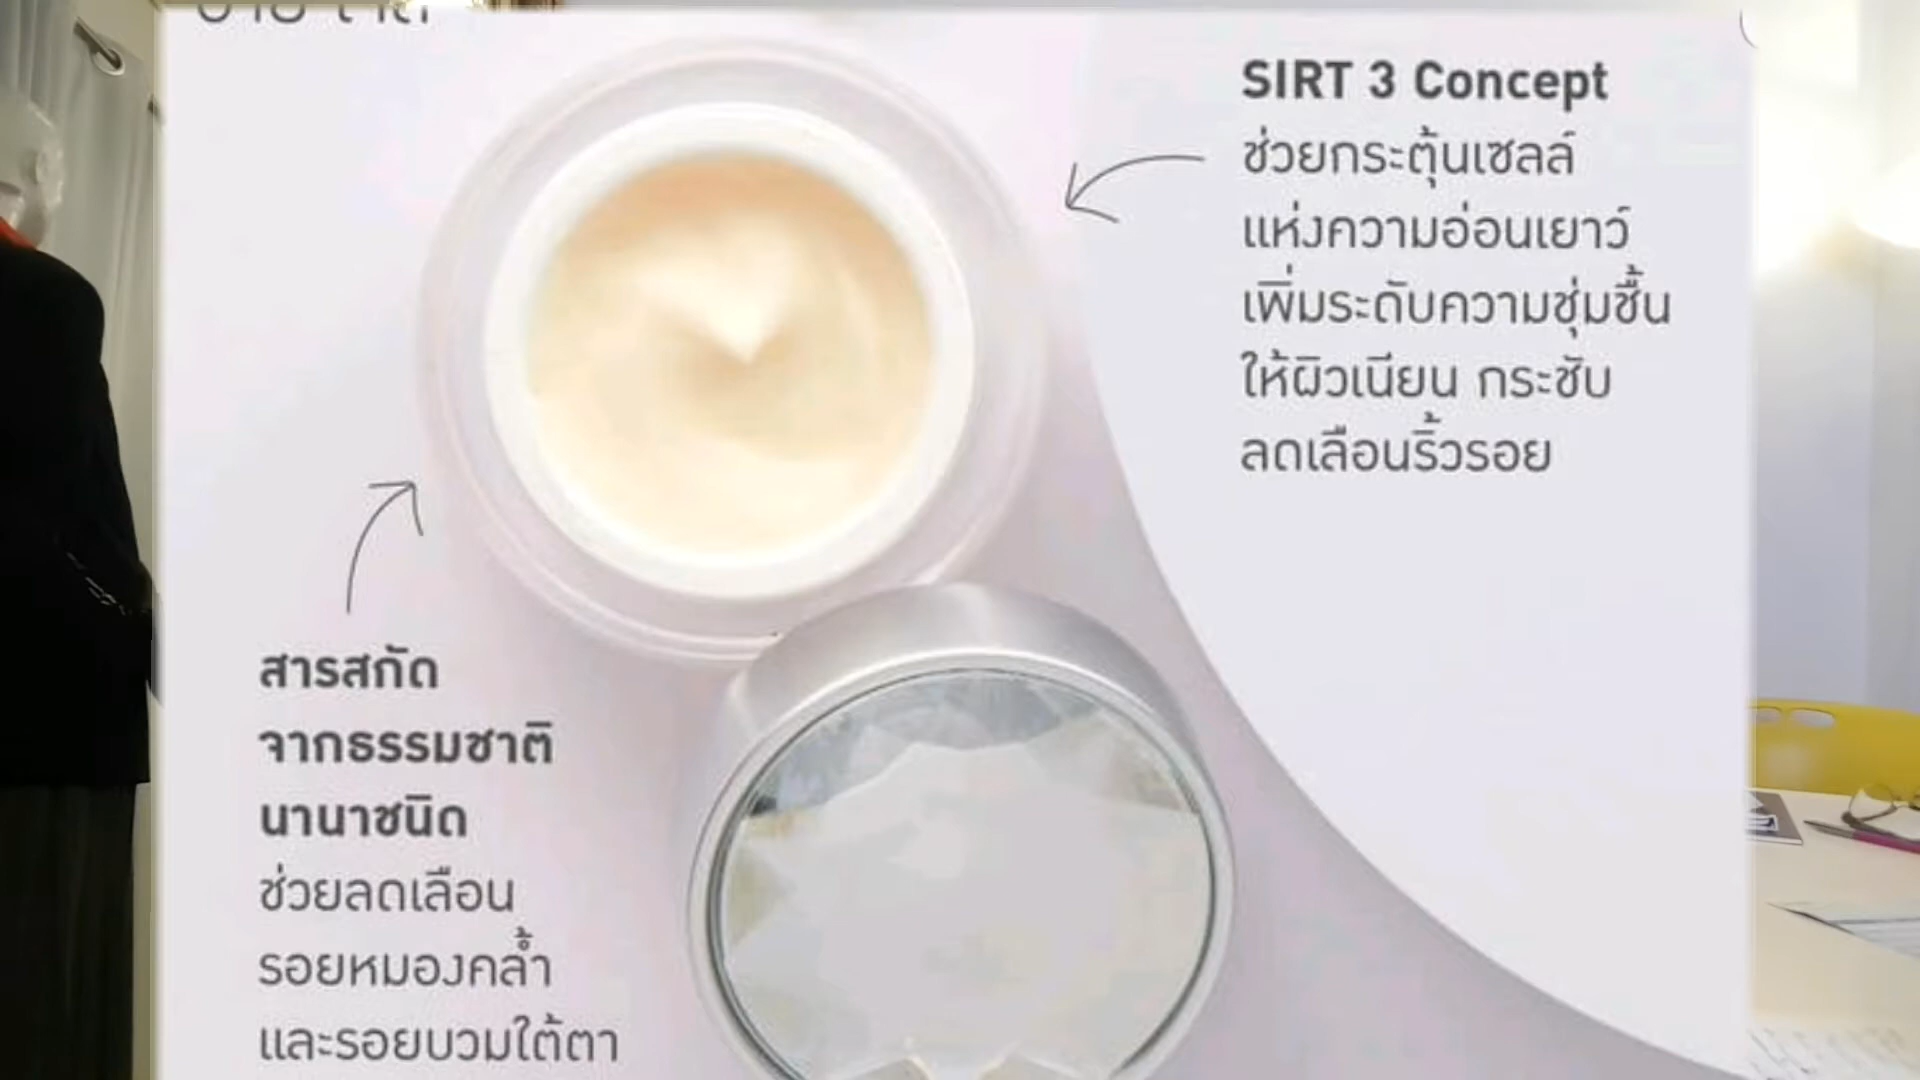 SIRT 3 Concept
ช่วยกระตุ้นเซลล์
แห่งความอ่อนเยาว์
เพิ่มระดับความชุ่มชื้น
ให้ผิวเนียน กระชับ
ลดเลือนริ้วรอย
สารสกัด
จากธรรมชาติ
นานาชนิด
ช่วยลดเลือน
รอยหมองคล้ำ
และรอยบวมใต้ตา